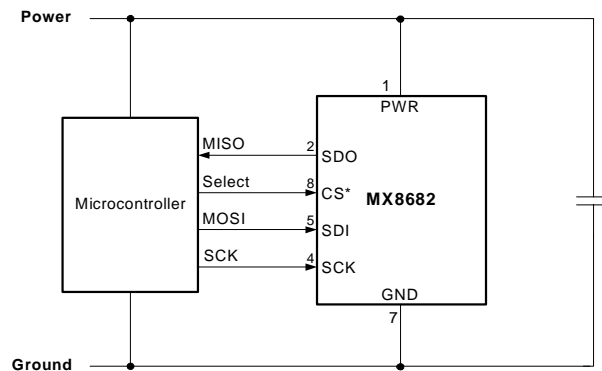 Power
1
PWR
MISO
2
SDO
Select
8
CS*
MX8682
Microcontroller
MOSI
5
SDI
SCK
4
SCK
GND
7
Ground